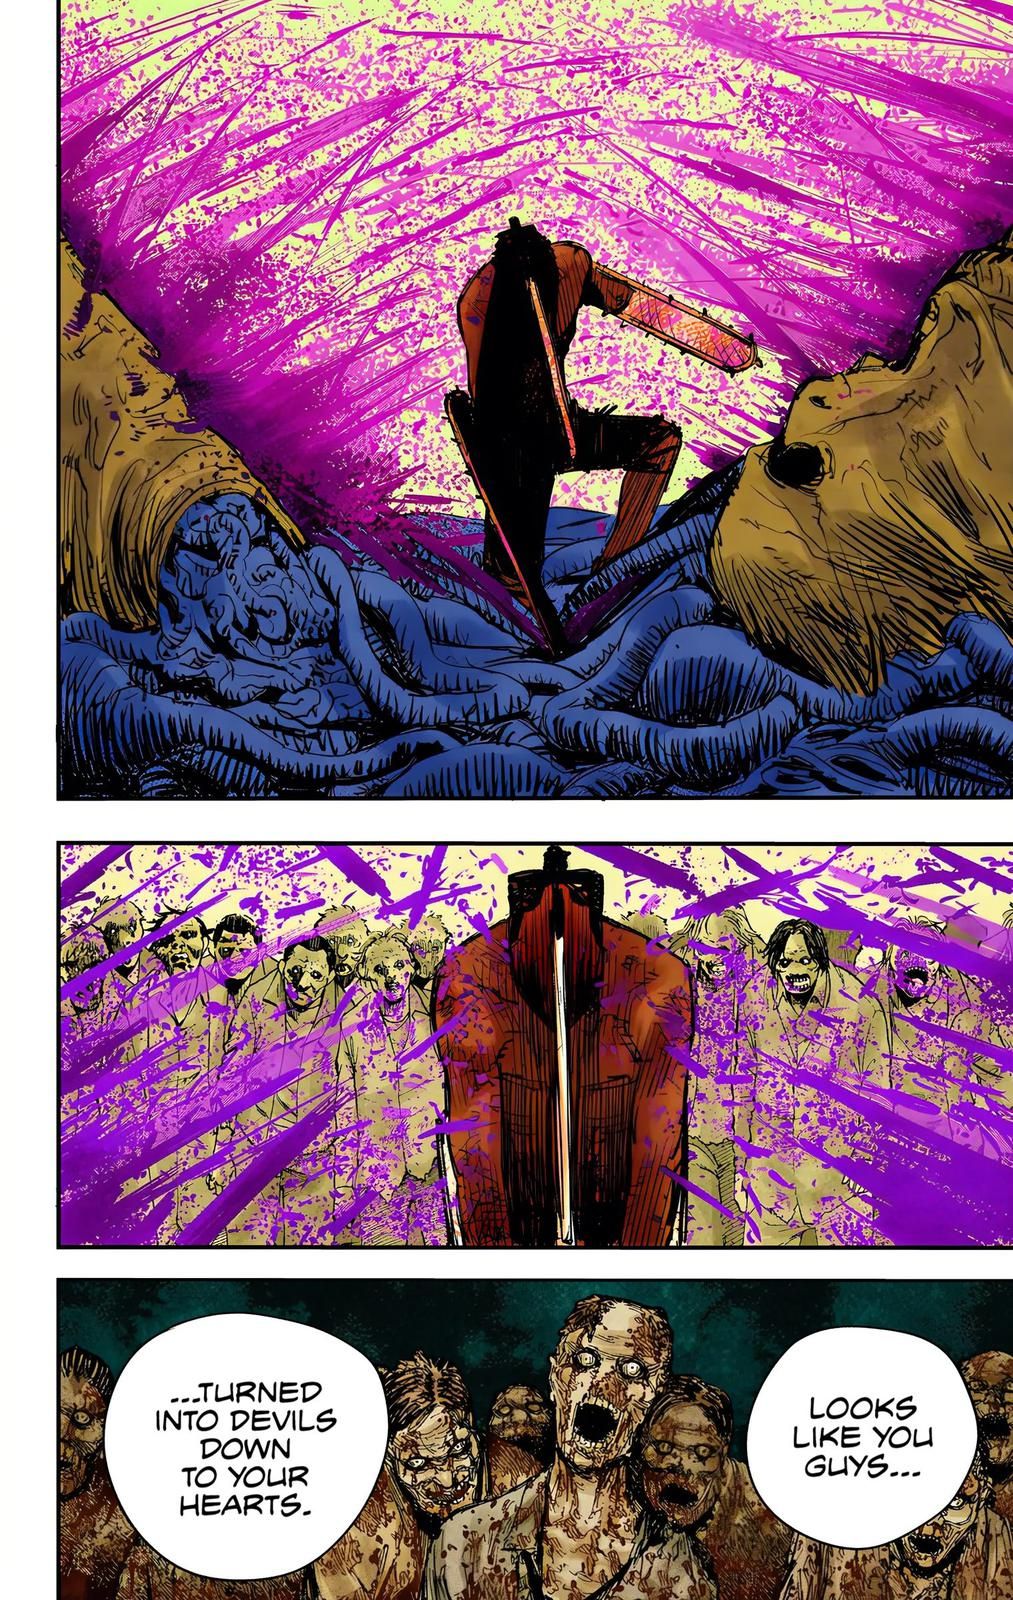 LOOKS
LIKE YOU
GUYS...
...TURNED
INTO DEVILS
DOWN
TO YOUR
HEARTS.